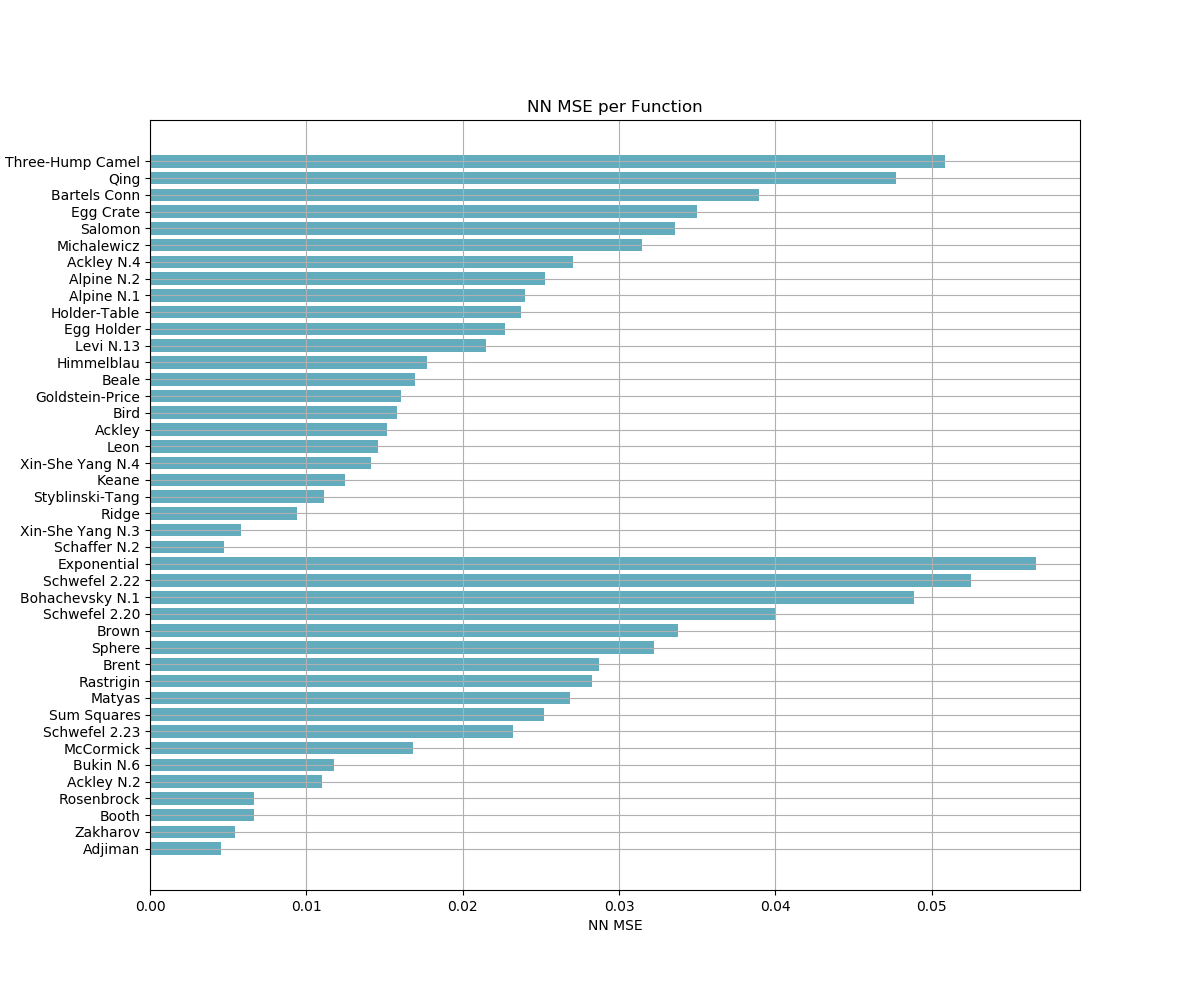 NN MSE per Function
Three-Hump Camel
Qing
Bartels Conn
Egg Crate
Salomon
Michalewicz
Ackley N.4
Alpine N.2
Alpine N.1
Holder-Table
Egg Holder
Levi N.13
Himmelblau
Beale
Goldstein-Price
Bird
Ackley
Leon
Xin-She Yang N.4
Keane
Styblinski-Tang
Ridge
Xin-She Yang N.3
Schaffer N.2
Exponential
Schwefel 2.22
Bohachevsky N.1
Schwefel 2.20
Brown
Sphere
Brent
Rastrigin
Matyas
Sum Squares
Schwefel 2.23
McCormick
Bukin N.6
Ackley N.2
Rosenbrock
Booth
Zakharov
Adjiman
0.00 0.01 0.02 0.03 0.04 0.05
NN MSE